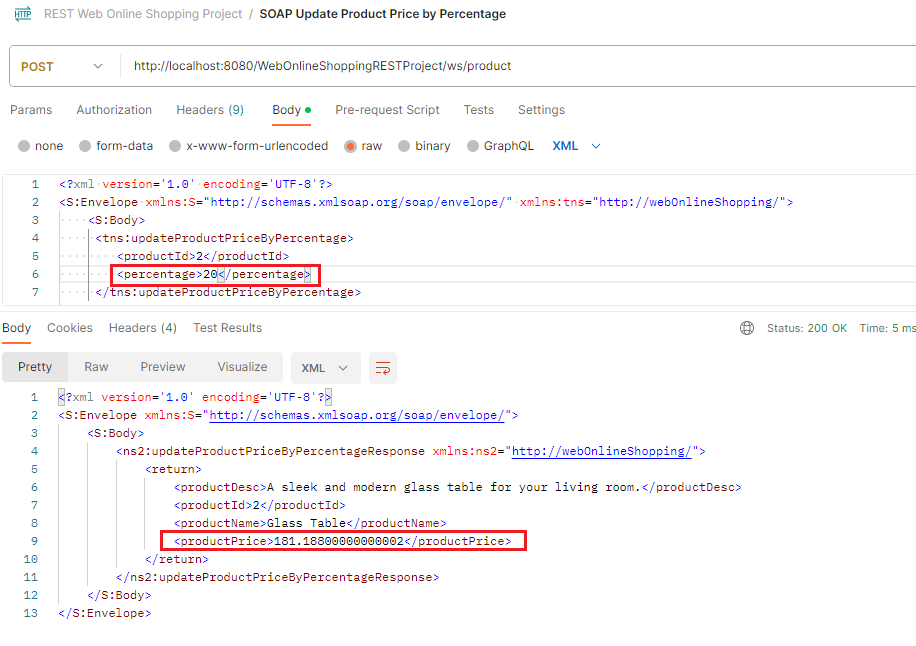 HTTP REST Web Online Shopping Project / SOAP Update Product Price by Percentage
POST http://localhost:8080/WebOnlineShoppingRESTProject/ws/product
Params Authorization Headers (9) Body Pre-request Script Tests Settings
none form-data x-www-form-urlencoded raw binary GraphQL XML
1 <?xml version='1.0' encoding='UTF-8'?>
2 <S:Envelope xmlns:S="http://schemas.xmlsoap.org/soap/envelope/" xmlns:tns="http://webOnlineShopping/">
3 <S:Body>
4 <tns:updateProductPriceByPercentage>
5 <productId>2</productId>
6 <percentage>20</percentage>
7 </tns:updateProductPriceByPercentage>
Body Cookies Headers (4) Test Results Status: 200 OK Time: 5 ms
Pretty Raw Preview Visualize XML
1 <?xml version='1.0' encoding='UTF-8'?>
2 <S:Envelope xmlns:S="http://schemas.xmlsoap.org/soap/envelope/">
3 <S:Body>
4 <ns2:updateProductPriceByPercentageResponse xmlns:ns2="http://webOnlineShopping/">
5 <return>
6 <productDesc>A sleek and modern glass table for your living room.</productDesc>
7 <productId>2</productId>
8 <productName>Glass Table</productName>
9 <productPrice>181.18800000000002</productPrice>
10 </return>
11 </ns2:updateProductPriceByPercentageResponse>
12 </S:Body>
13 </S:Envelope>